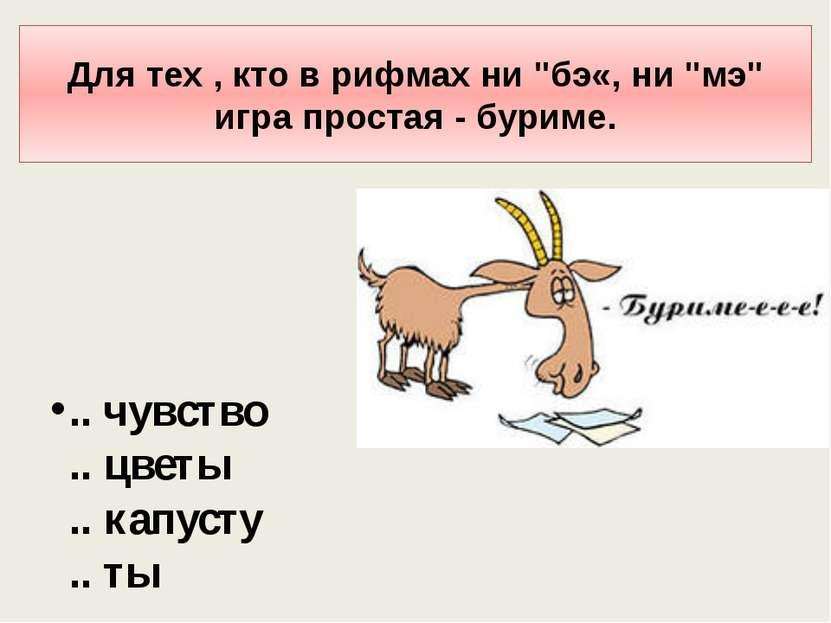 Для тех , кто в рифмах ни "бэ«, ни "мэ"
игра простая - буриме.
- Буриме-е-е-е!
• .. чувство
.. цветы
.. капусту
.. ты